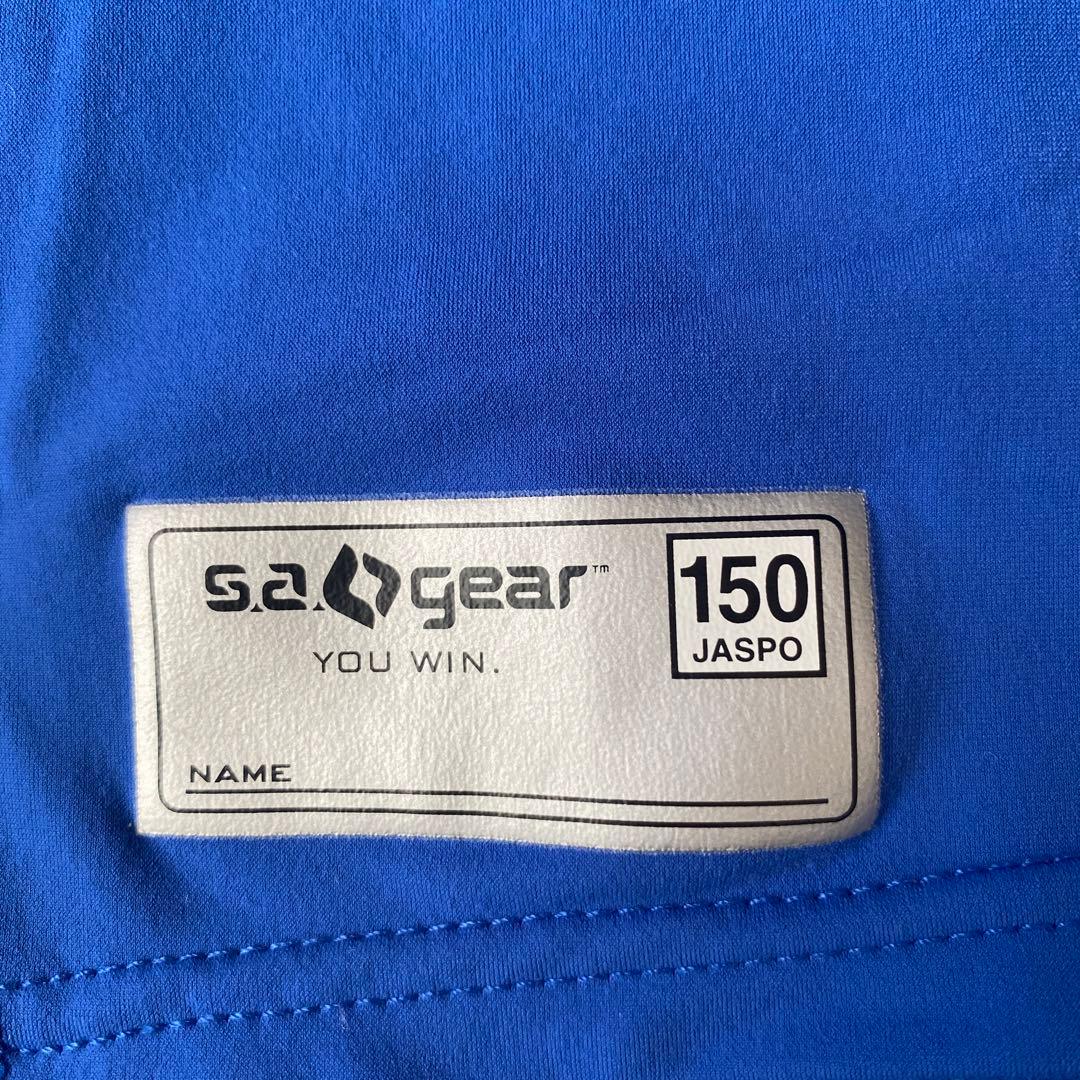 s.a. gear™
YOU WIN.
150
JASPO
NAME